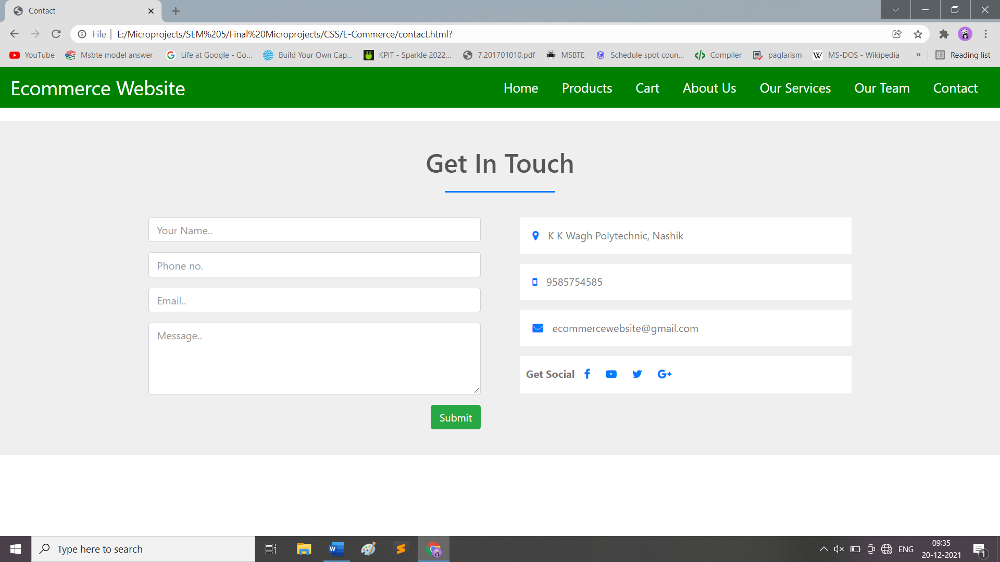 Contact
File | E:/Microprojects/SEM%205/Final%20Microprojects/CSS/E-Commerce/contact.html?
YouTube Msbte model answer Life at Google - Go... Build Your Own Cap... KPIT - Sparkle 2022... 7.201701010.pdf MSBTE Schedule spot coun... Compiler paglarism MS-DOS - Wikipedia » Reading list
Ecommerce Website Home Products Cart About Us Our Services Our Team Contact
Get In Touch
Your Name..
Phone no.
Email..
Message..
Submit
K K Wagh Polytechnic, Nashik
9585754585
ecommercewebsite@gmail.com
Get Social
Type here to search
ENG
09:35
20-12-2021
1